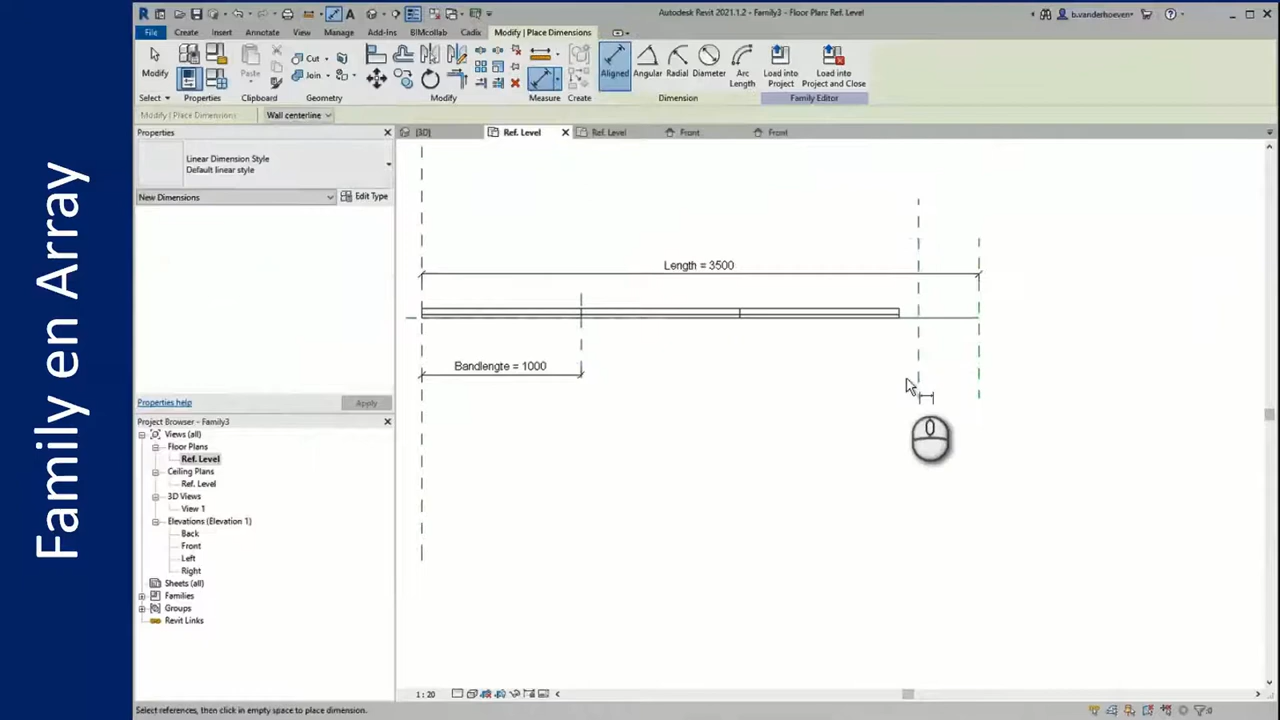 Family en Array
Autodesk Revit 2021.1.2 - Family3 - Floor Plan: Ref. Level
b.vanderhoeven
File Create Insert Annotate View Manage Add-Ins BIMcollab Cadix Modify | Place Dimensions
Modify
Paste
Cut
Join
Aligned Angular Radial Diameter Arc Length
Load into Project
Load into Project and Close
Select Properties Clipboard Geometry Modify Measure Create Dimension Family Editor
Modify | Place Dimensions Wall centerline
Properties
[3D] Ref. Level Ref. Level Front Front
Linear Dimension Style
Default linear style
New Dimensions Edit Type
Length = 3500
Bandlengte = 1000
Properties help Apply
Project Browser - Family3
Views (all)
Floor Plans
Ref. Level
Ceiling Plans
Ref. Level
3D Views
View 1
Elevations (Elevation 1)
Back
Front
Left
Right
Sheets (all)
Families
Groups
Revit Links
1 : 20
Select references, then click in empty space to place dimension.
:0